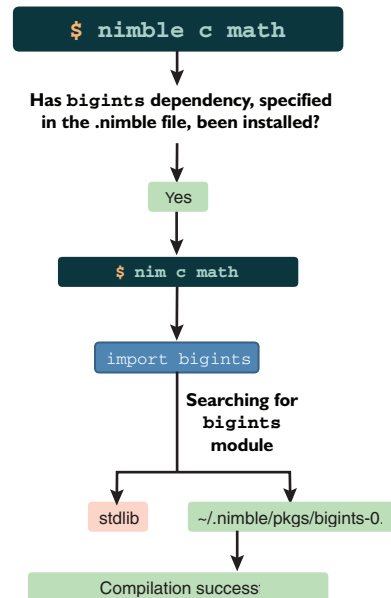 $ nimble c math
Has bigints dependency, specified
in the .nimble file, been installed?
Yes
$ nim c math
import bigints
Searching for
bigints
module
stdlib
~/.nimble/pkgs/bigints-0.
Compilation success